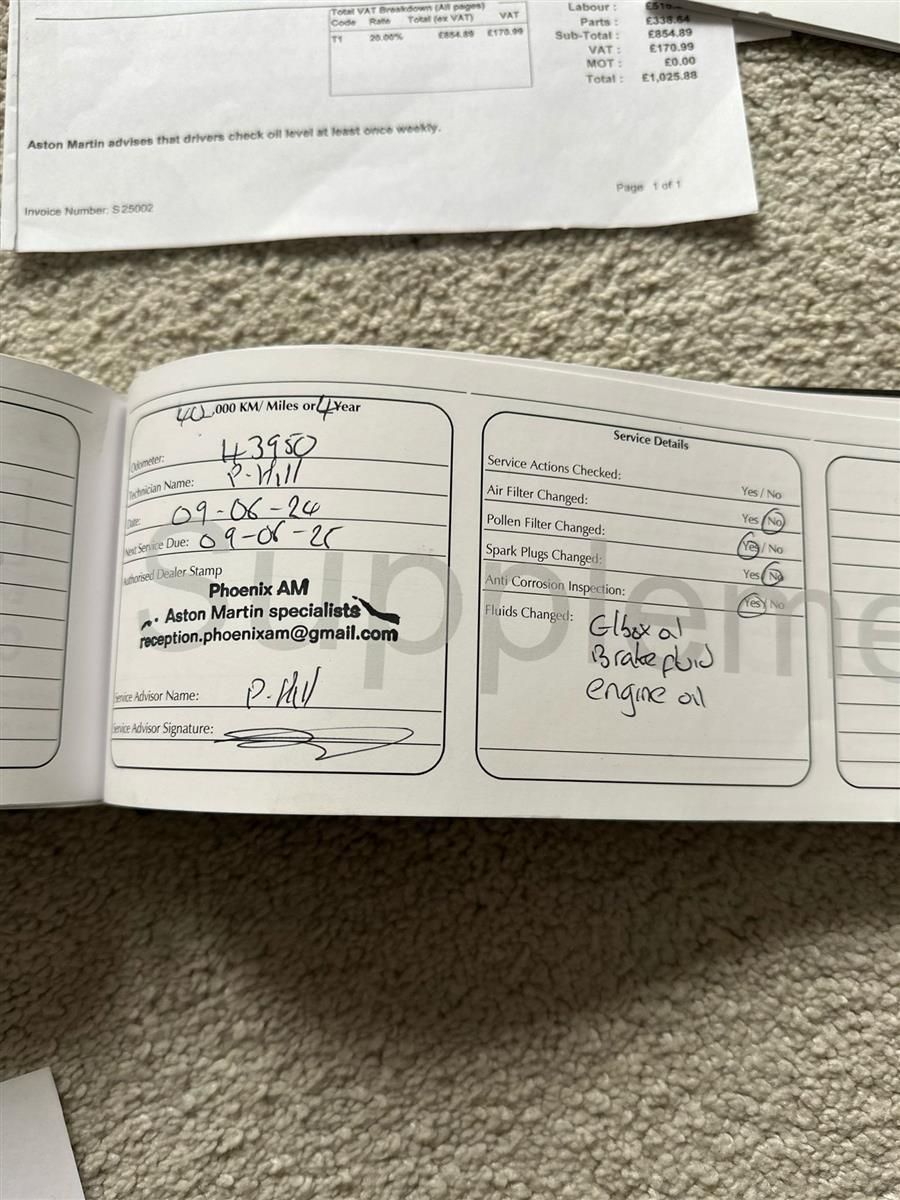 Total VAT Breakdown (All pages)
Code Rate Total (ex VAT) VAT
T1 20.00% £854.89 £170.99
Labour :
Parts : £338.64
Sub-Total : £854.89
VAT : £170.99
MOT : £0.00
Total : £1,025.88
Aston Martin advises that drivers check oil level at least once weekly.
Page 1 of 1
Invoice Number: S 25002
40,000 KM/ Miles or 4 Year
Odometer: 43950
Technician Name: P. Hill
Date: 09-06-24
Next Service Due: 09-06-25
Authorised Dealer Stamp
Phoenix AM
Aston Martin specialists
reception.phoenixam@gmail.com
Service Advisor Name: P. Hill
Service Advisor Signature:
Service Details
Service Actions Checked: Yes / No
Air Filter Changed: Yes / No
Pollen Filter Changed: Yes / No
Spark Plugs Changed: Yes / No
Anti Corrosion Inspection: Yes / No
Fluids Changed: Gbox oil
Brake fluid
engine oil
Suppleme